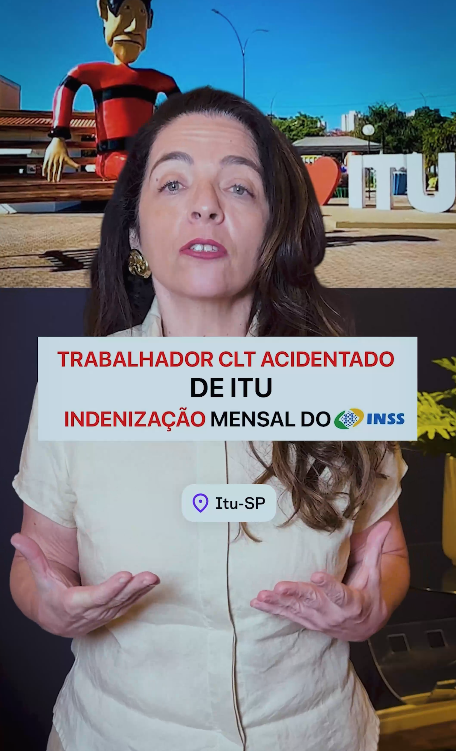 ITU
TRABALHADOR CLT ACIDENTADO
DE ITU
INDENIZAÇÃO MENSAL DO INSS
Itu-SP